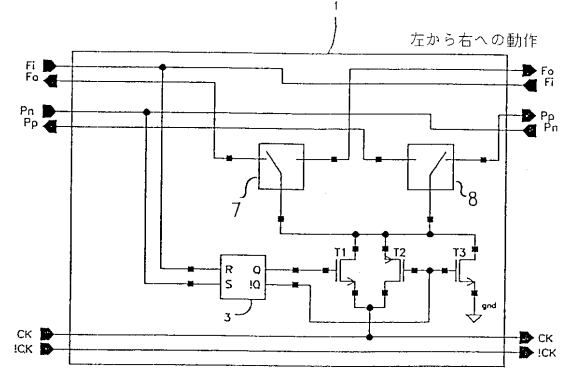 1
左から右への動作
Fi Fo
Fo Fi
Pn Pp
Pp Pn
7 8
T1 T2 T3
R Q
S !Q
3
gnd
CK CK
!CK !CK